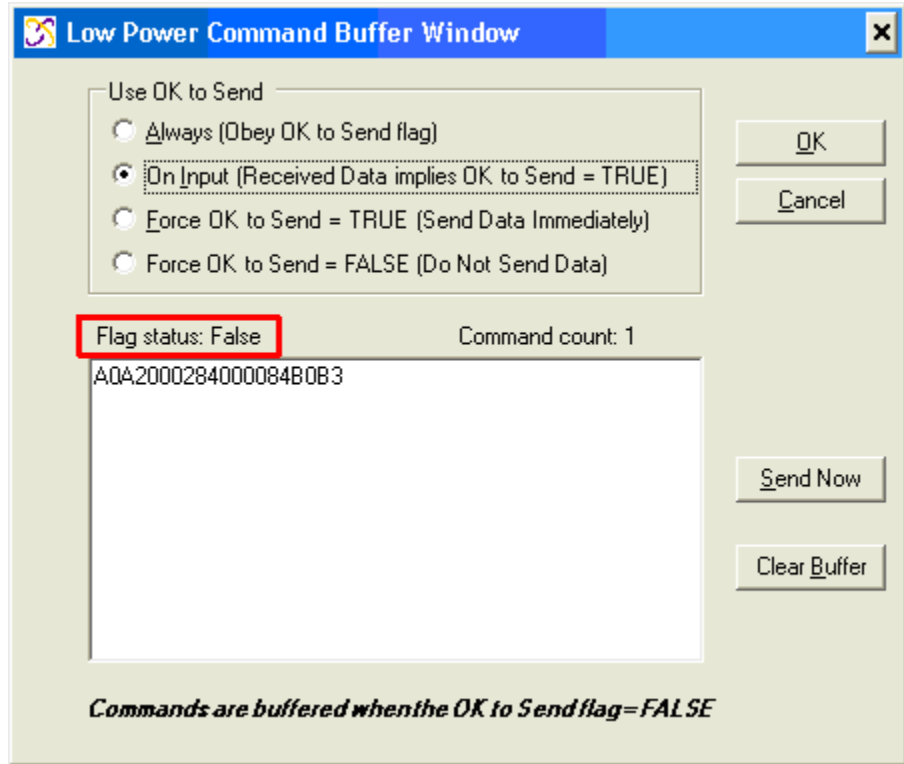 Low Power Command Buffer Window
Use OK to Send
Always (Obey OK to Send flag)
On Input (Received Data implies OK to Send = TRUE)
Force OK to Send = TRUE (Send Data Immediately)
Force OK to Send = FALSE (Do Not Send Data)
OK
Cancel
Flag status: False Command count: 1
A0A2000284000084B0B3
Send Now
Clear Buffer
Commands are buffered when the OK to Send flag=FALSE